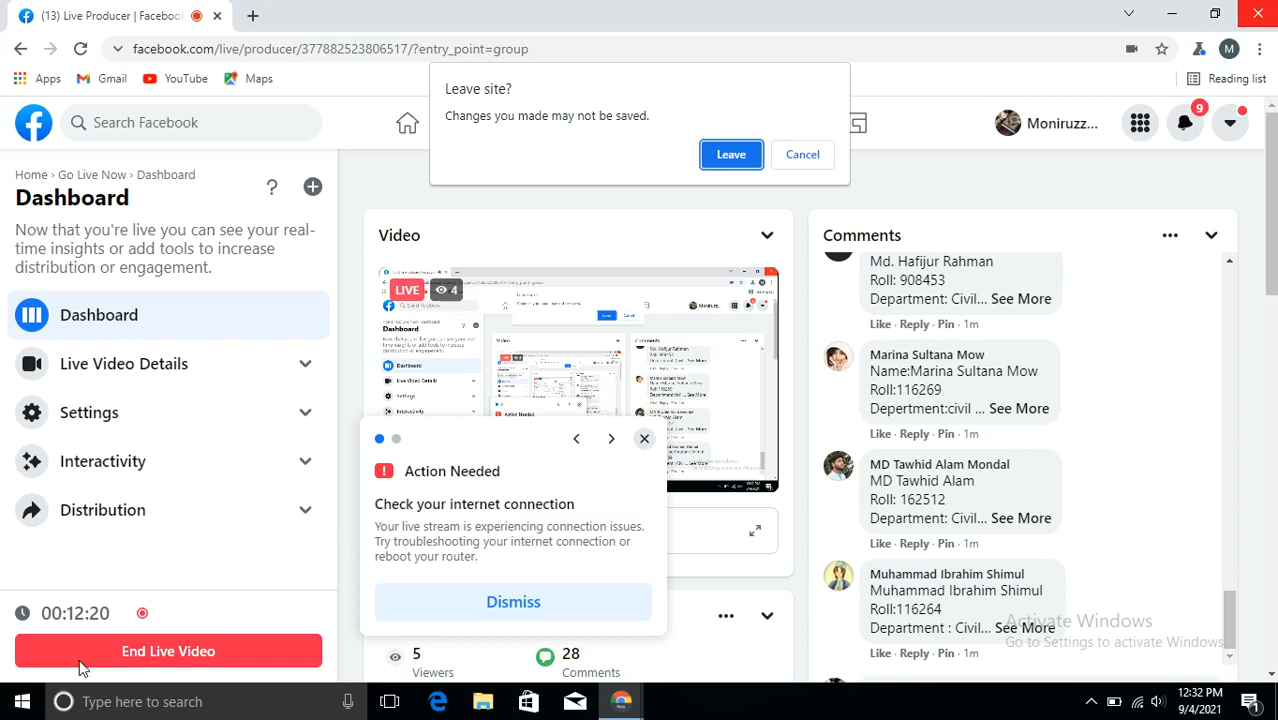 (13) Live Producer | Facebook
facebook.com/live/producer/377882523806517/?entry_point=group
M
Apps
Gmail
YouTube
Maps
Reading list
Leave site?
Changes you made may not be saved.
Leave
Cancel
Search Facebook
Moniruzz...
9
Home › Go Live Now › Dashboard
Dashboard
Now that you're live you can see your real-
time insights or add tools to increase
distribution or engagement.
Dashboard
Live Video Details
Settings
Interactivity
Distribution
00:12:20
End Live Video
Video
LIVE
4
Action Needed
Check your internet connection
Your live stream is experiencing connection issues.
Try troubleshooting your internet connection or
reboot your router.
Dismiss
5
Viewers
28
Comments
Comments
Md. Hafijur Rahman
Roll: 908453
Department: Civil... See More
Like · Reply · Pin · 1m
Marina Sultana Mow
Name:Marina Sultana Mow
Roll:116269
Depertment:civil ... See More
Like · Reply · Pin · 1m
MD Tawhid Alam Mondal
MD Tawhid Alam
Roll: 162512
Department: Civil... See More
Like · Reply · Pin · 1m
Muhammad Ibrahim Shimul
Muhammad Ibrahim Shimul
Roll:116264
Department : Civil... See More
Like · Reply · Pin · 1m
Activate Windows
Go to Settings to activate Windows
Type here to search
12:32 PM
9/4/2021
1